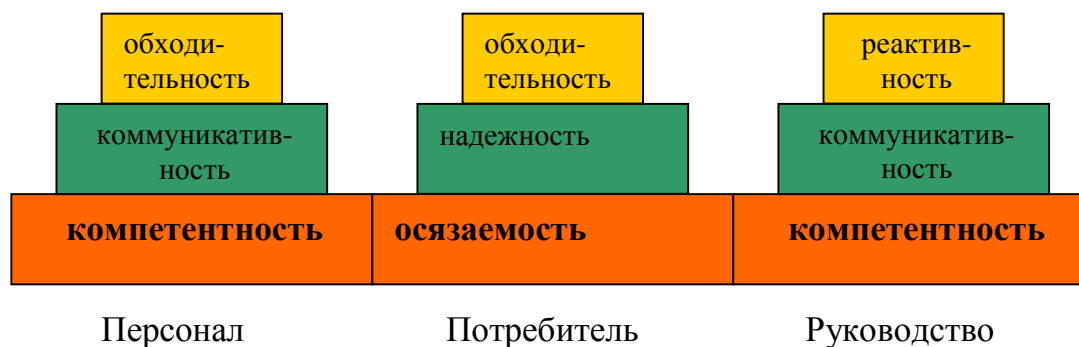 обходи-
тельность
обходи-
тельность
реактив-
ность
коммуникатив-
ность
надежность
коммуникатив-
ность
компетентность
осязаемость
компетентность
Персонал
Потребитель
Руководство